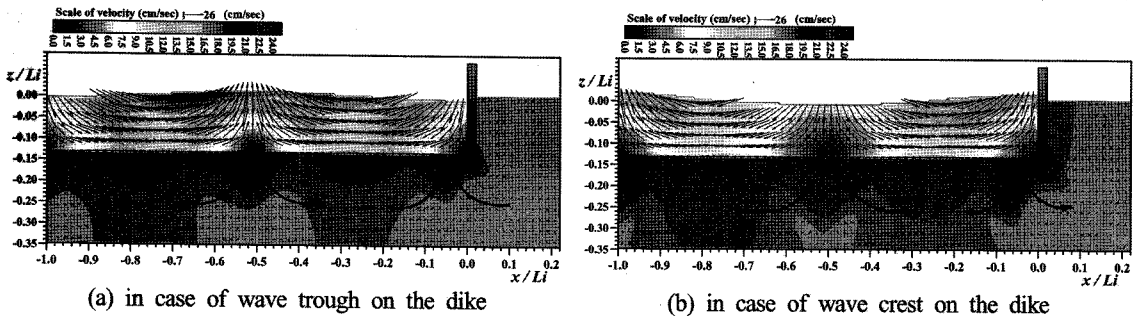 Scale of velocity (cm/sec) ; 26 (cm/sec)
0.0 1.5 3.0 4.5 6.0 7.5 9.0 10.5 12.0 13.5 15.0 16.5 18.0 19.5 21.0 22.5 24.0
z/Li
0.00
-0.05
-0.10
-0.15
-0.20
-0.25
-0.30
-0.35
-1.0 -0.9 -0.8 -0.7 -0.6 -0.5 -0.4 -0.3 -0.2 -0.1 0.0 0.1 0.2
x/Li
(a) in case of wave trough on the dike
Scale of velocity (cm/sec) ; 26 (cm/sec)
0.0 1.5 3.0 4.5 6.0 7.5 9.0 10.5 12.0 13.5 15.0 16.5 18.0 19.5 21.0 22.5 24.0
z/Li
0.00
-0.05
-0.10
-0.15
-0.20
-0.25
-0.30
-0.35
-1.0 -0.9 -0.8 -0.7 -0.6 -0.5 -0.4 -0.3 -0.2 -0.1 0.0 0.1 0.2
x/Li
(b) in case of wave crest on the dike